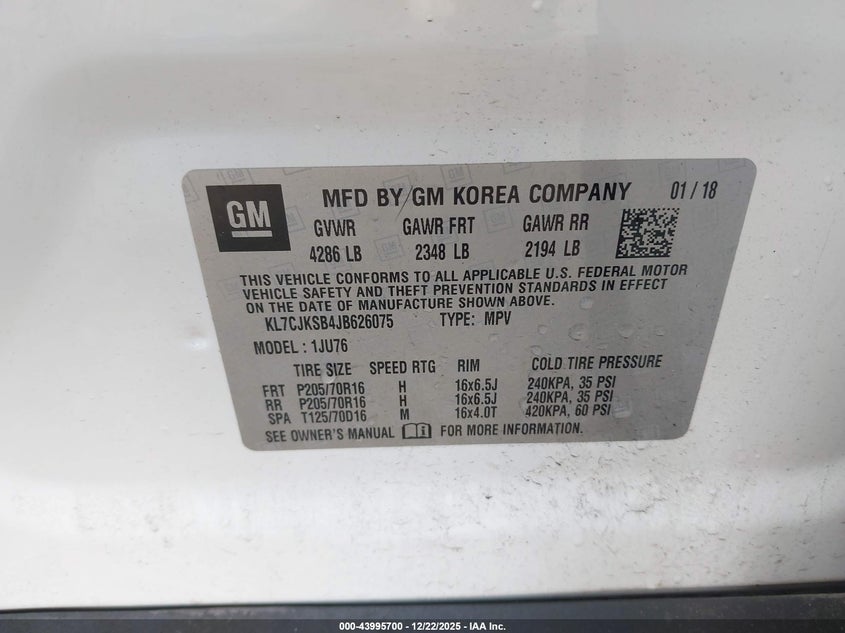 GM
MFD BY GM KOREA COMPANY 01 / 18
GVWR GAWR FRT GAWR RR
4286 LB 2348 LB 2194 LB
THIS VEHICLE CONFORMS TO ALL APPLICABLE U.S. FEDERAL MOTOR
VEHICLE SAFETY AND THEFT PREVENTION STANDARDS IN EFFECT
ON THE DATE OF MANUFACTURE SHOWN ABOVE.
KL7CJKSB4JB626075 TYPE: MPV
MODEL : 1JU76
TIRE SIZE SPEED RTG RIM COLD TIRE PRESSURE
FRT P205/70R16 H 16x6.5J 240KPA, 35 PSI
RR P205/70R16 H 16x6.5J 240KPA, 35 PSI
SPA T125/70D16 M 16x4.0T 420KPA, 60 PSI
SEE OWNER'S MANUAL FOR MORE INFORMATION.
000-43995700 - 12/22/2025 - IAA Inc.